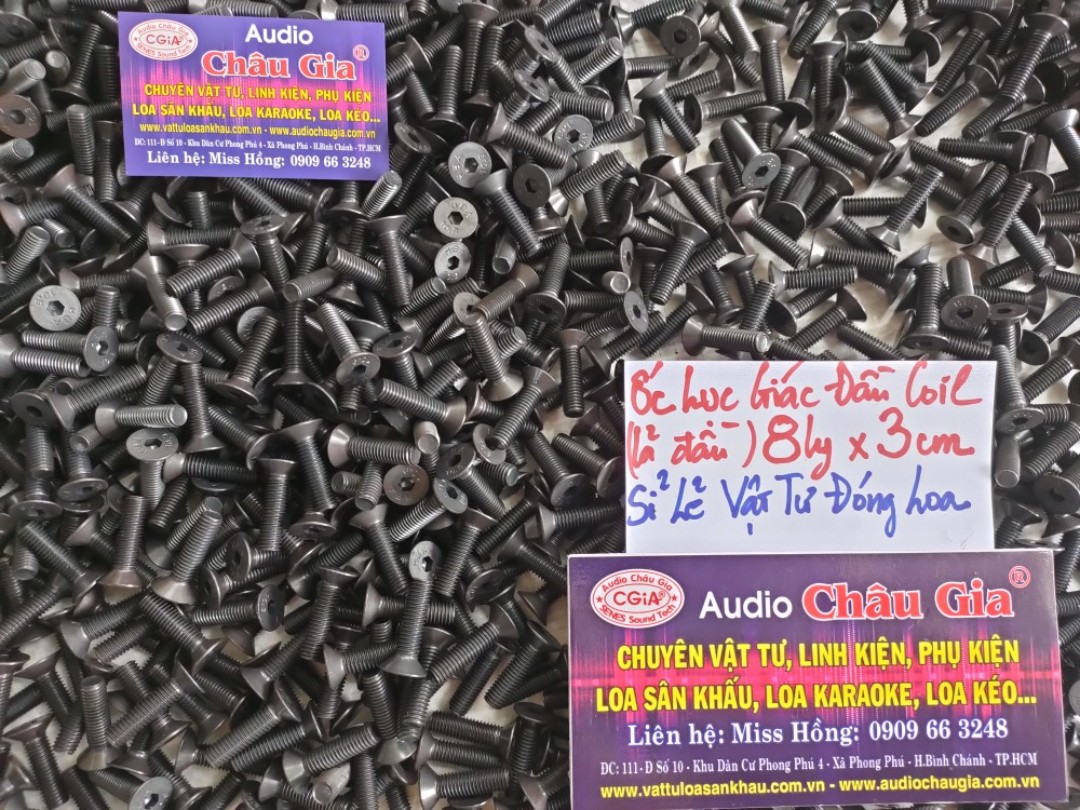 Audio Châu Gia
CGiA®
SENES Sound Tech
Audio
Châu Gia ®
CHUYÊN VẬT TƯ, LINH KIỆN, PHỤ KIỆN
LOA SÂN KHẤU, LOA KARAOKE, LOA KÉO...
www.vattuloasankhau.com.vn - www.audiochaugia.com.vn
ĐC: 111-Đ Số 10 - Khu Dân Cư Phong Phú 4 - Xã Phong Phú - H.Bình Chánh - TP.HCM
Liên hệ: Miss Hồng: 0909 66 3248
Ốc Lục Giác Đầu Coil
(lả đầu) 8ly x 3cm
Sỉ Lẻ Vật Tư Đóng Loa
Audio Châu Gia
CGiA®
SENES Sound Tech
Audio Châu Gia ®
CHUYÊN VẬT TƯ, LINH KIỆN, PHỤ KIỆN
LOA SÂN KHẤU, LOA KARAOKE, LOA KÉO...
Liên hệ: Miss Hồng: 0909 66 3248
ĐC: 111-Đ Số 10 - Khu Dân Cư Phong Phú 4 - Xã Phong Phú - H.Bình Chánh - TP.HCM
www.vattuloasankhau.com.vn - www.audiochaugia.com.vn